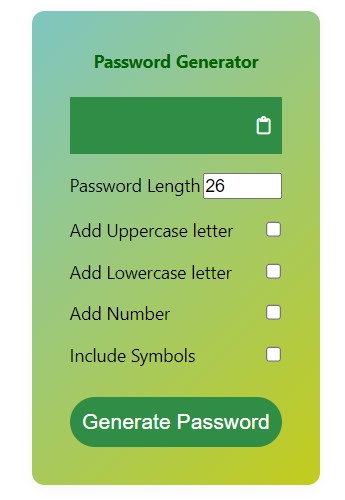 Password Generator
Password Length 26
Add Uppercase letter
Add Lowercase letter
Add Number
Include Symbols
Generate Password